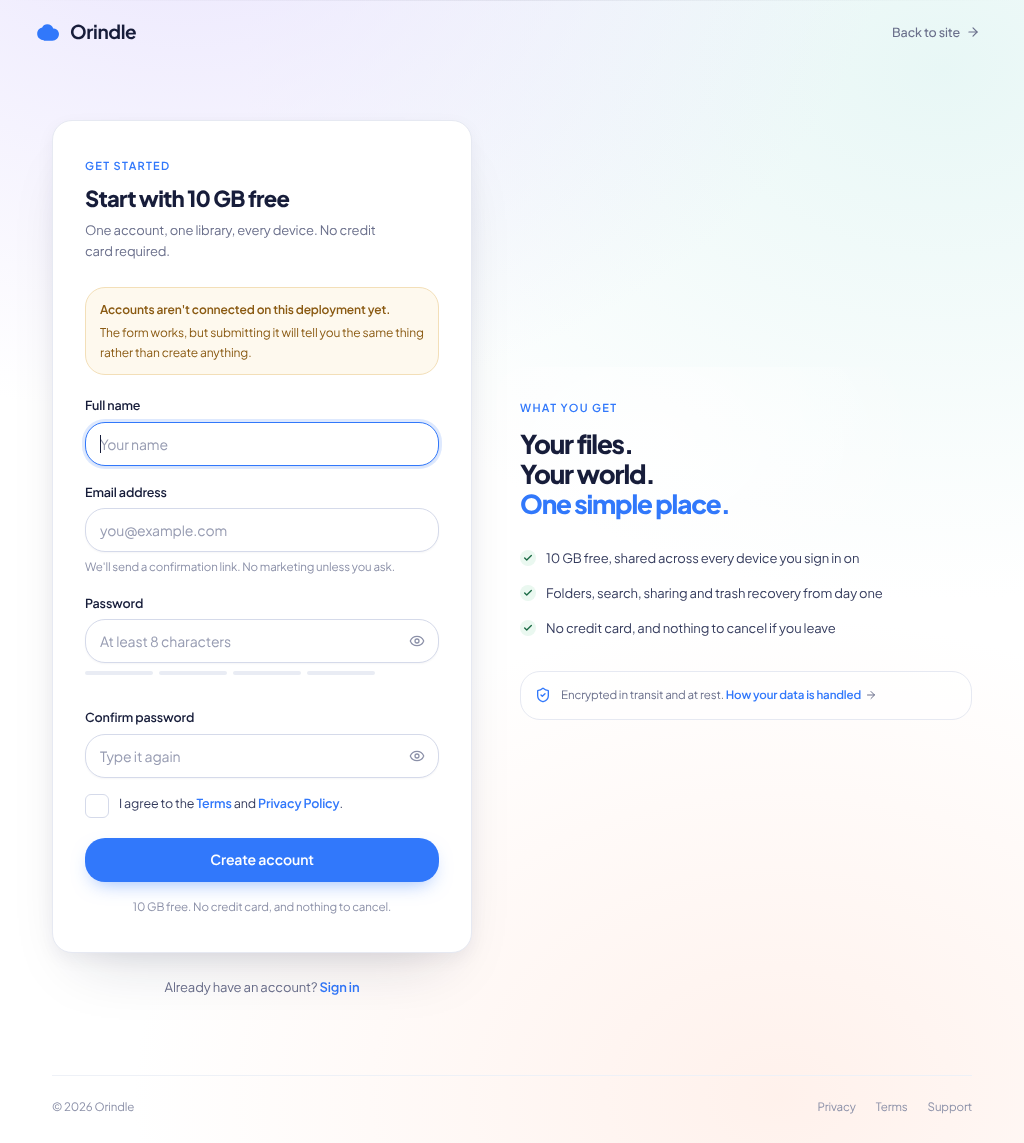 Orindle
Back to site
GET STARTED
Start with 10 GB free
One account, one library, every device. No credit
card required.
Accounts aren't connected on this deployment yet.
The form works, but submitting it will tell you the same thing
rather than create anything.
Full name
Your name
Email address
you@example.com
We'll send a confirmation link. No marketing unless you ask.
Password
At least 8 characters
Confirm password
Type it again
I agree to the Terms and Privacy Policy.
Create account
10 GB free. No credit card, and nothing to cancel.
Already have an account? Sign in
WHAT YOU GET
Your files.
Your world.
One simple place.
10 GB free, shared across every device you sign in on
Folders, search, sharing and trash recovery from day one
No credit card, and nothing to cancel if you leave
Encrypted in transit and at rest. How your data is handled
© 2026 Orindle
Privacy
Terms
Support